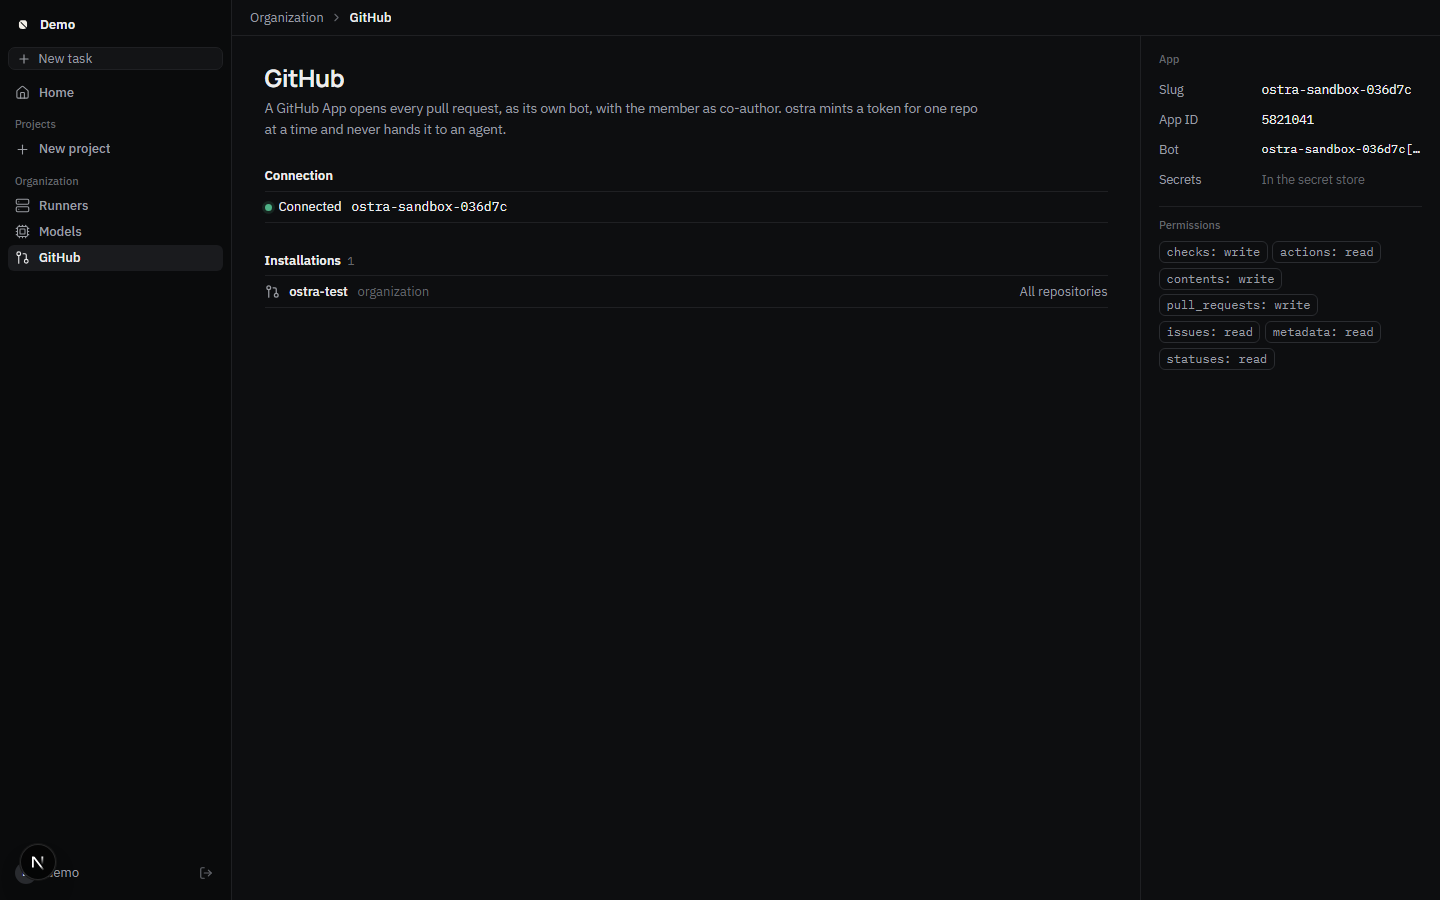 Demo
New task
Home
Projects
New project
Organization
Runners
Models
GitHub
Organization > GitHub
GitHub
A GitHub App opens every pull request, as its own bot, with the member as co-author. ostra mints a token for one repo
at a time and never hands it to an agent.
Connection
Connected ostra-sandbox-036d7c
Installations 1
ostra-test organization All repositories
App
Slug ostra-sandbox-036d7c
App ID 5821041
Bot ostra-sandbox-036d7c[…
Secrets In the secret store
Permissions
checks: write actions: read
contents: write
pull_requests: write
issues: read metadata: read
statuses: read
N